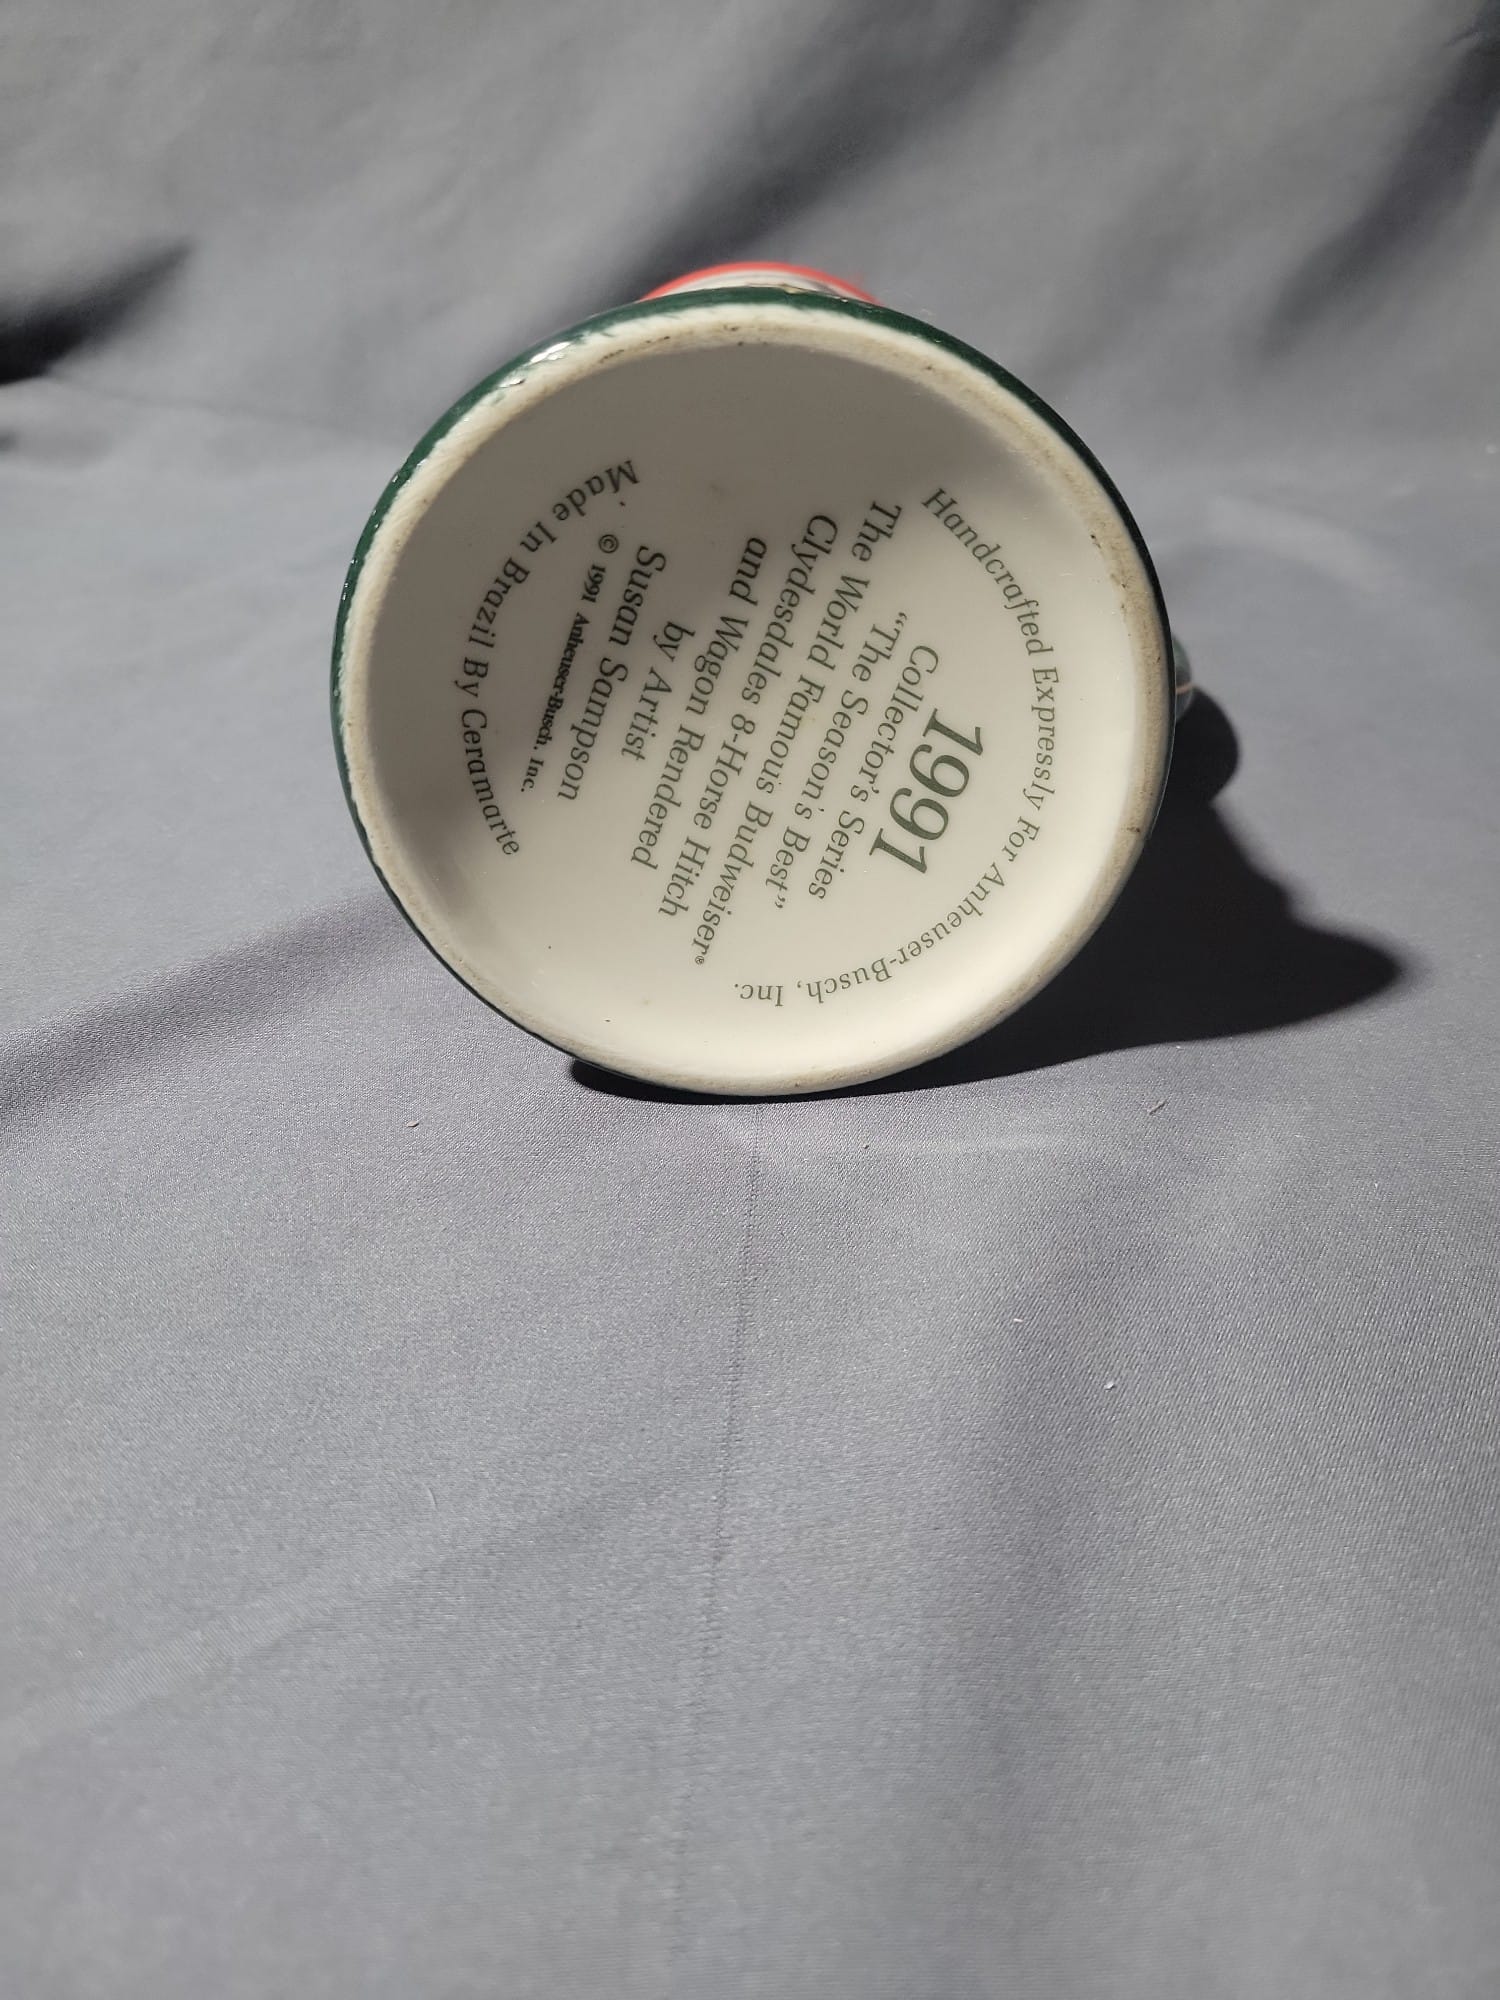 Handcrafted Expressly For Anheuser-Busch, Inc.
1991
Collector's Series
"The Season's Best"
The World Famous Budweiser®
Clydesdales 8-Horse Hitch
and Wagon Rendered
by Artist
Susan Sampson
© 1991 Anheuser-Busch, Inc.
Made In Brazil By Ceramarte